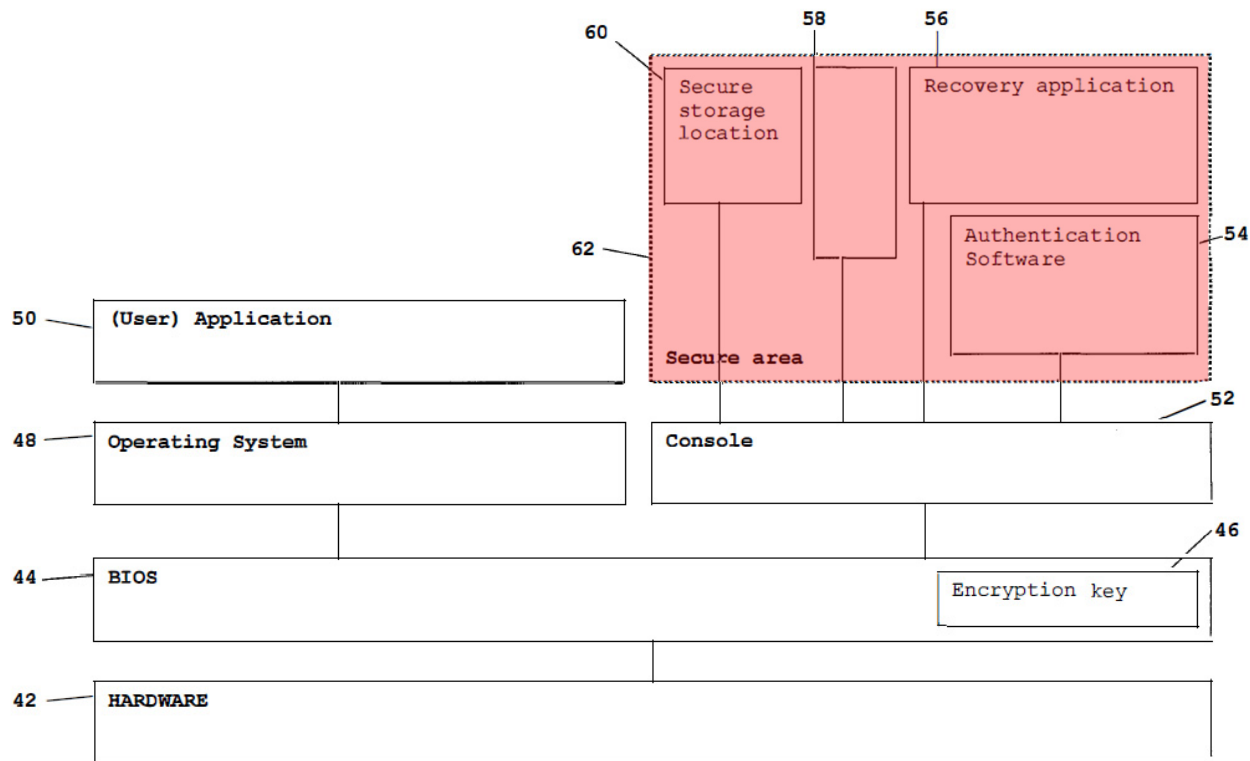 58
56
60
Secure
storage
location
Recovery application
54
Authentication
Software
62
50
(User) Application
Secure area
52
48
Operating System
Console
46
44
BIOS
Encryption key
42
HARDWARE